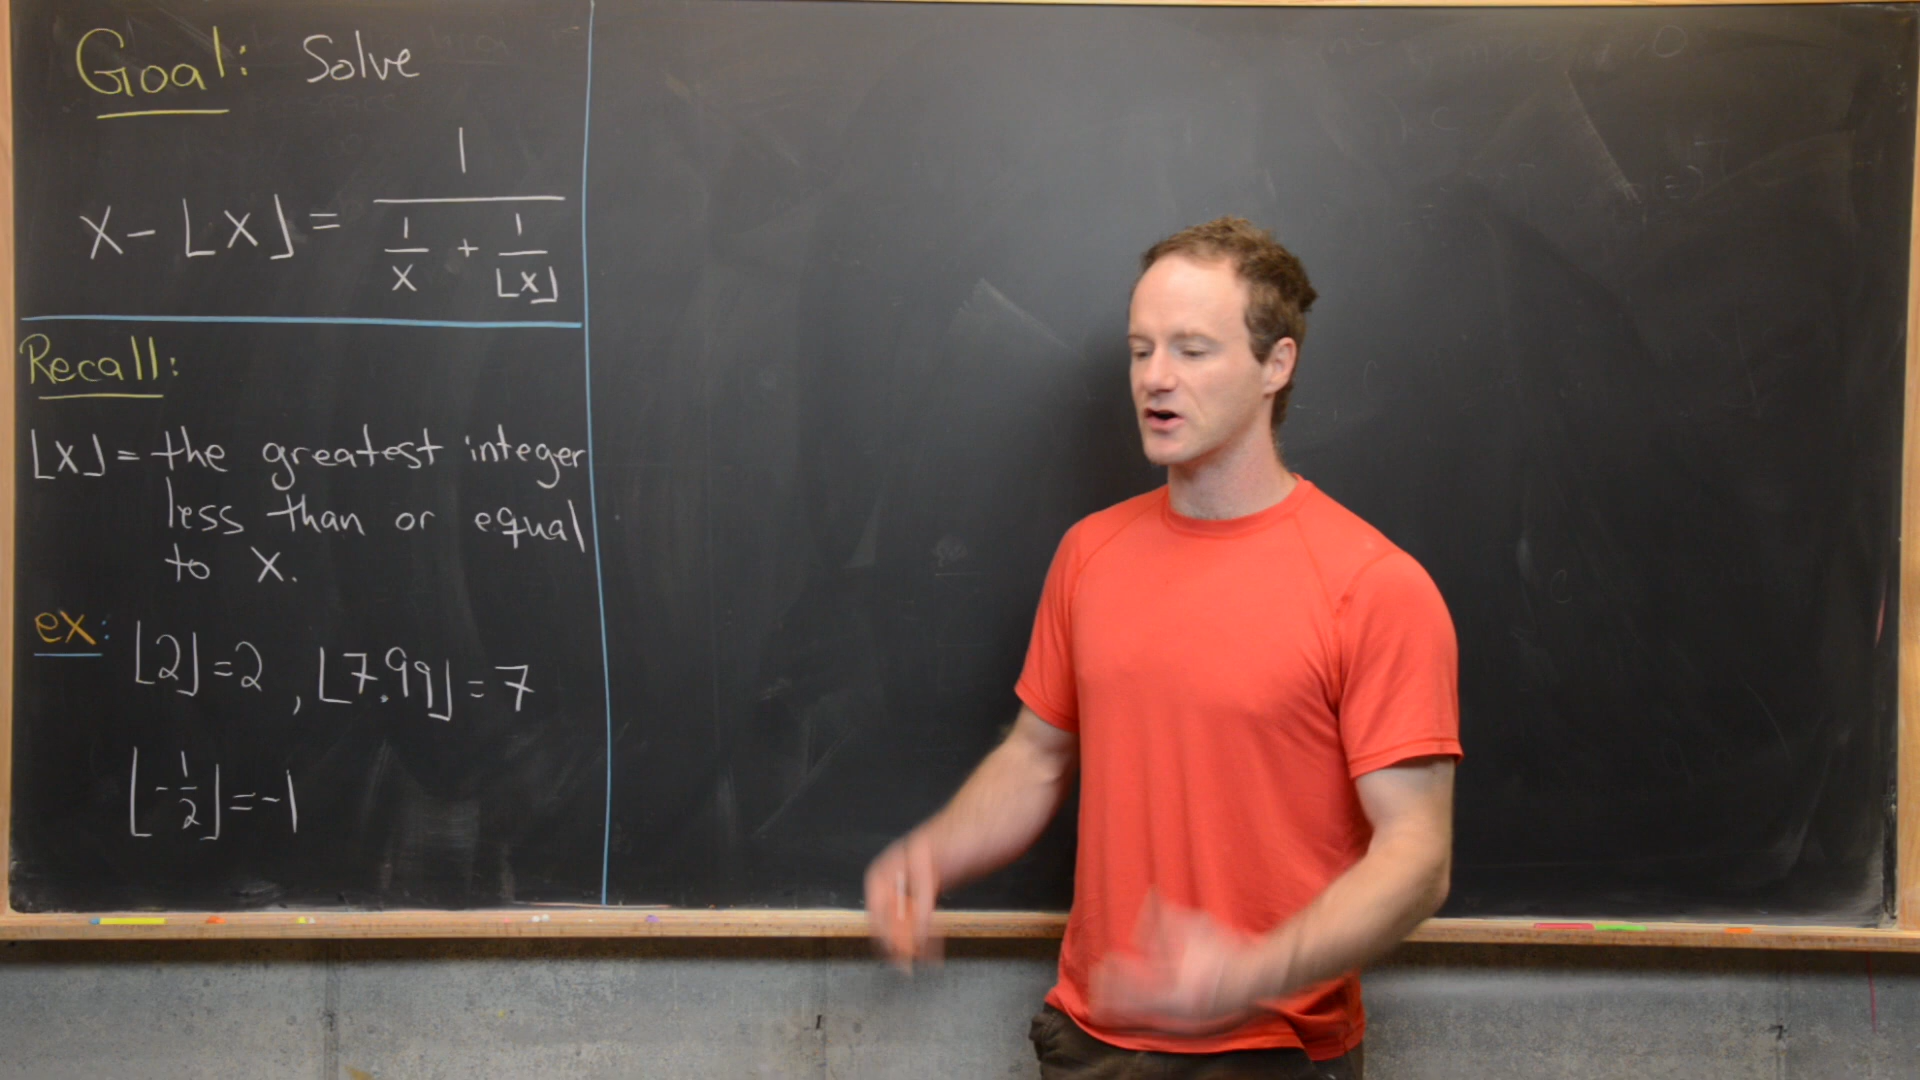 Goal: Solve
x - ⌊x⌋ = 1 / (1/x + 1/⌊x⌋)
Recall:
⌊x⌋ = the greatest integer
less than or equal
to x.
ex: ⌊2⌋ = 2 , ⌊7.99⌋ = 7
⌊-1/2⌋ = -1